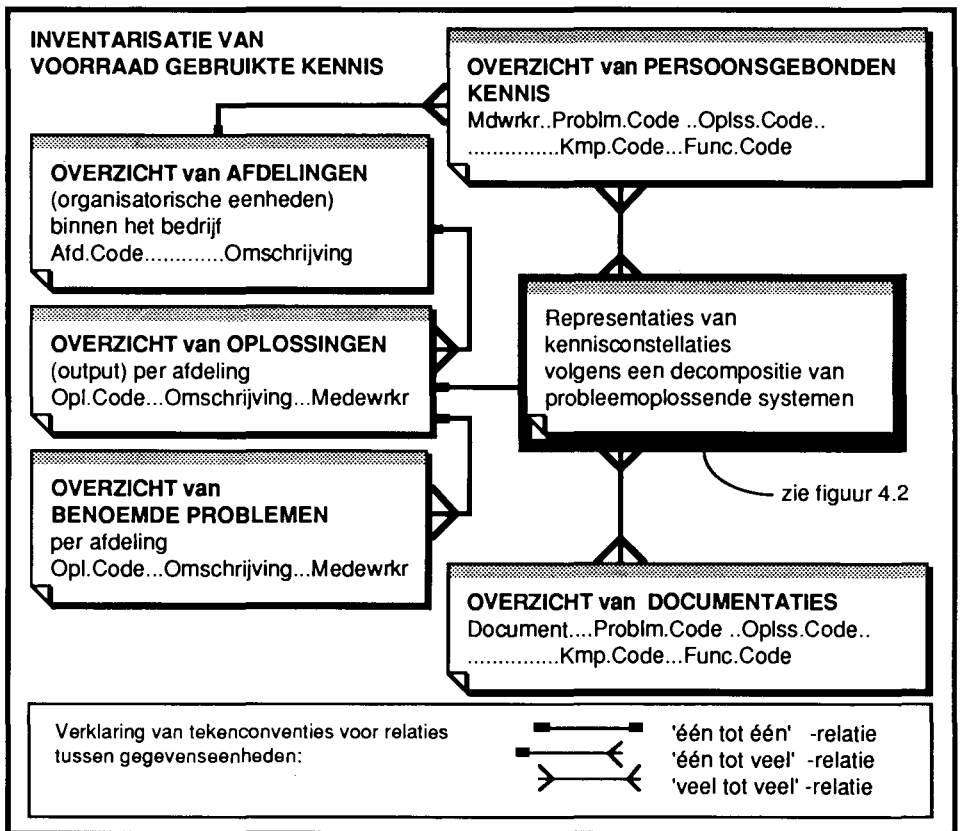 INVENTARISATIE VAN
VOORRAAD GEBRUIKTE KENNIS
OVERZICHT van PERSOONSGEBONDEN
KENNIS
Mdwrkr..Problm.Code ..Oplss.Code..
...............Kmp.Code...Func.Code
OVERZICHT van AFDELINGEN
(organisatorische eenheden)
binnen het bedrijf
Afd.Code.............Omschrijving
OVERZICHT van OPLOSSINGEN
(output) per afdeling
Opl.Code...Omschrijving...Medewrkr
Representaties van
kennisconstellaties
volgens een decompositie van
probleemoplossende systemen
zie figuur 4.2
OVERZICHT van
BENOEMDE PROBLEMEN
per afdeling
Opl.Code...Omschrijving...Medewrkr
OVERZICHT van DOCUMENTATIES
Document....Problm.Code ..Oplss.Code..
...............Kmp.Code...Func.Code
Verklaring van tekenconventies voor relaties
tussen gegevenseenheden:
'één tot één' -relatie
'één tot veel' -relatie
'veel tot veel' -relatie